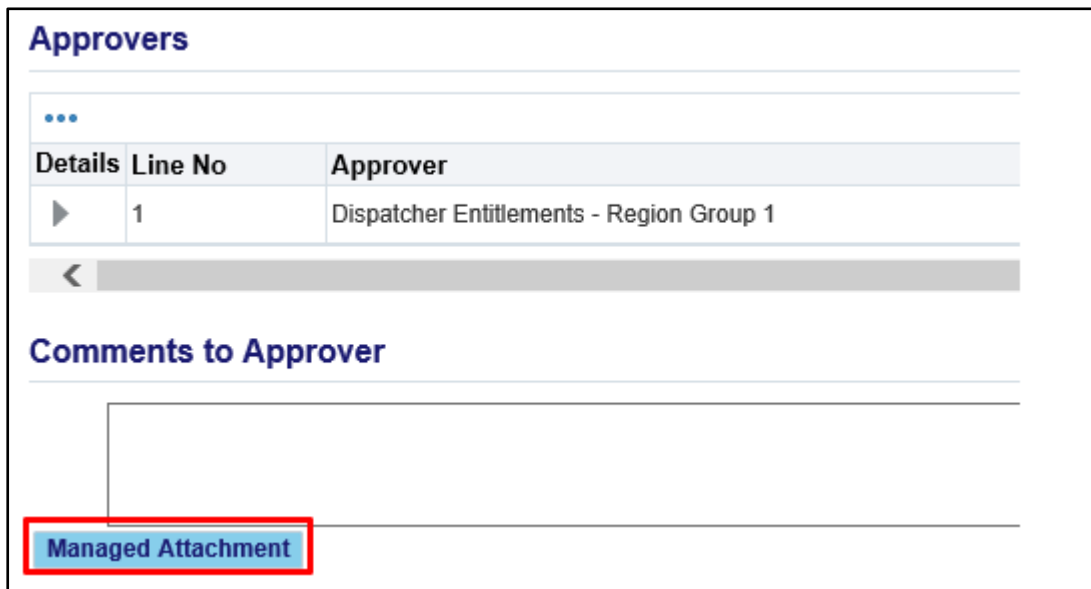 Approvers
•••
Details Line No Approver
1 Dispatcher Entitlements - Region Group 1
Comments to Approver
Managed Attachment